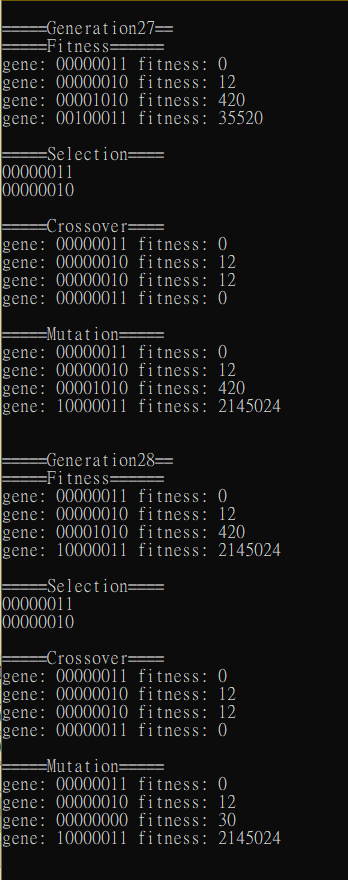 =====Generation27==
=====Fitness======
gene: 00000011 fitness: 0
gene: 00000010 fitness: 12
gene: 00001010 fitness: 420
gene: 00100011 fitness: 35520
=====Selection====
00000011
00000010
=====Crossover====
gene: 00000011 fitness: 0
gene: 00000010 fitness: 12
gene: 00000010 fitness: 12
gene: 00000011 fitness: 0
=====Mutation=====
gene: 00000011 fitness: 0
gene: 00000010 fitness: 12
gene: 00001010 fitness: 420
gene: 10000011 fitness: 2145024
=====Generation28==
=====Fitness======
gene: 00000011 fitness: 0
gene: 00000010 fitness: 12
gene: 00001010 fitness: 420
gene: 10000011 fitness: 2145024
=====Selection====
00000011
00000010
=====Crossover====
gene: 00000011 fitness: 0
gene: 00000010 fitness: 12
gene: 00000010 fitness: 12
gene: 00000011 fitness: 0
=====Mutation=====
gene: 00000011 fitness: 0
gene: 00000010 fitness: 12
gene: 00000000 fitness: 30
gene: 10000011 fitness: 2145024